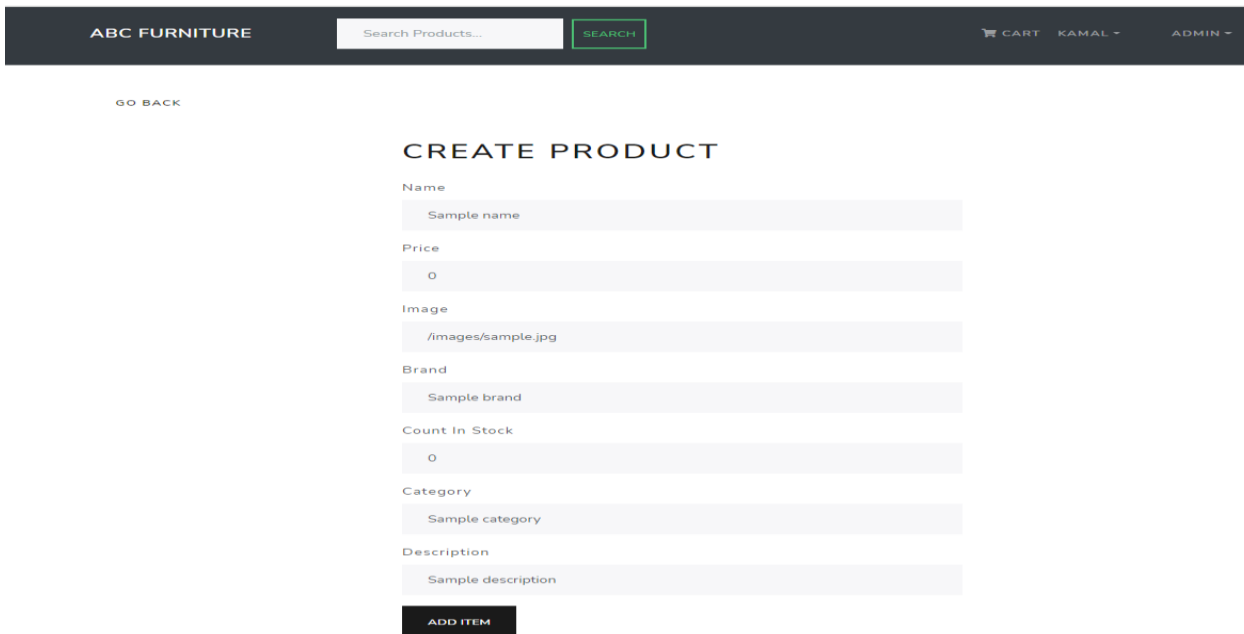 ABC FURNITURE Search Products... SEARCH CART KAMAL ADMIN
GO BACK
CREATE PRODUCT
Name
Sample name
Price
0
Image
/images/sample.jpg
Brand
Sample brand
Count In Stock
0
Category
Sample category
Description
Sample description
ADD ITEM